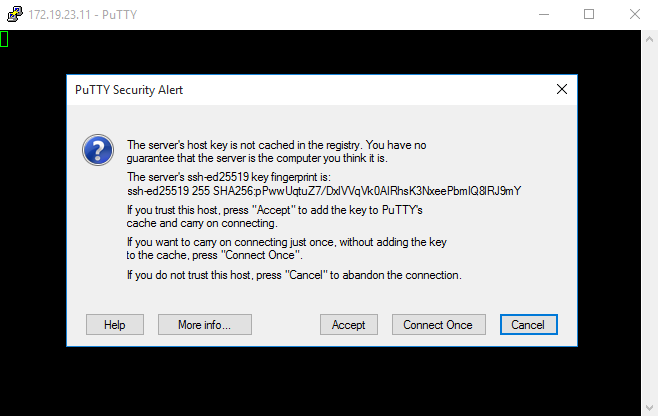 172.19.23.11 - PuTTY
PuTTY Security Alert
The server's host key is not cached in the registry. You have no
guarantee that the server is the computer you think it is.
The server's ssh-ed25519 key fingerprint is:
ssh-ed25519 255 SHA256:pPwwUqtuZ7/DxlVVqVk0AlRhsK3NxeePbmlQ8lRJ9mY
If you trust this host, press "Accept" to add the key to PuTTY's
cache and carry on connecting.
If you want to carry on connecting just once, without adding the key
to the cache, press "Connect Once".
If you do not trust this host, press "Cancel" to abandon the connection.
Help
More info...
Accept
Connect Once
Cancel